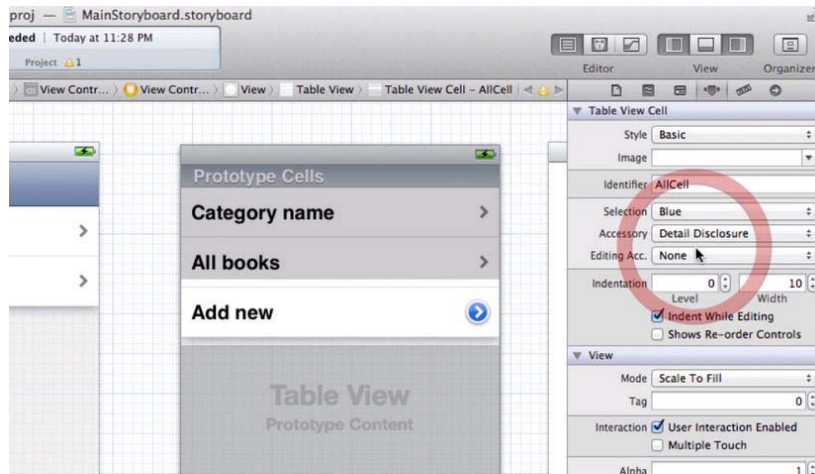 proj — MainStoryboard.storyboard
eded | Today at 11:28 PM
Project 1
Editor View Organizer
View Contr... View Contr... View Table View Table View Cell – AllCell
Table View Cell
Style Basic
Image
Identifier AllCell
Selection Blue
Accessory Detail Disclosure
Editing Acc. None
Indentation 0 10
Level Width
Indent While Editing
Shows Re-order Controls
View
Mode Scale To Fill
Tag 0
Interaction User Interaction Enabled
Multiple Touch
Alpha 1
Prototype Cells
Category name
All books
Add new
Table View
Prototype Content